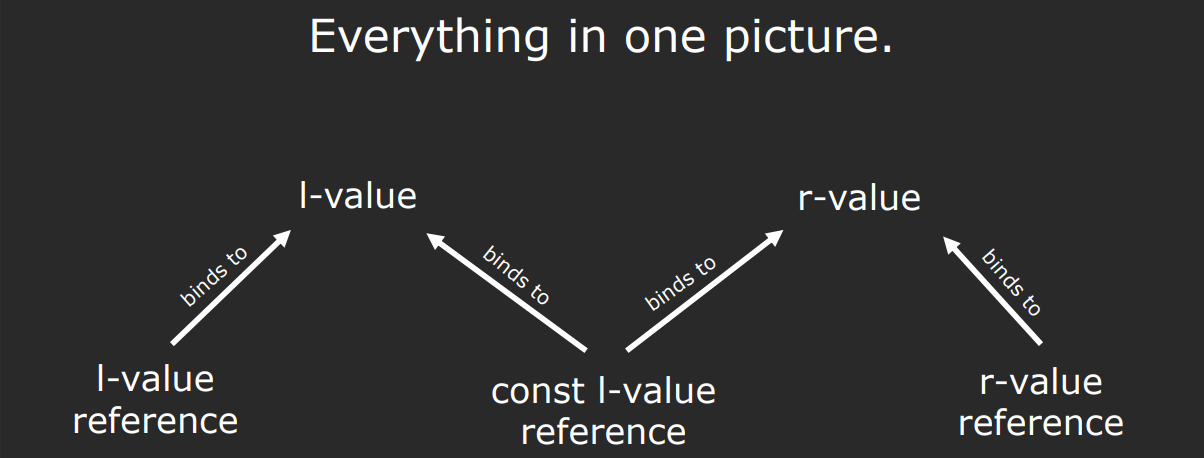 Everything in one picture.
l-value
r-value
binds to
binds to
binds to
binds to
l-value
reference
const l-value
reference
r-value
reference